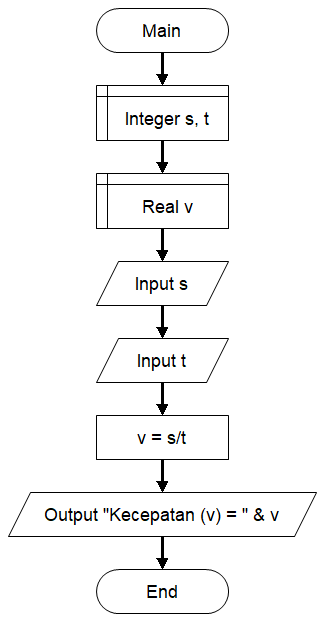 Main
Integer s, t
Real v
Input s
Input t
v = s/t
Output "Kecepatan (v) = " & v
End